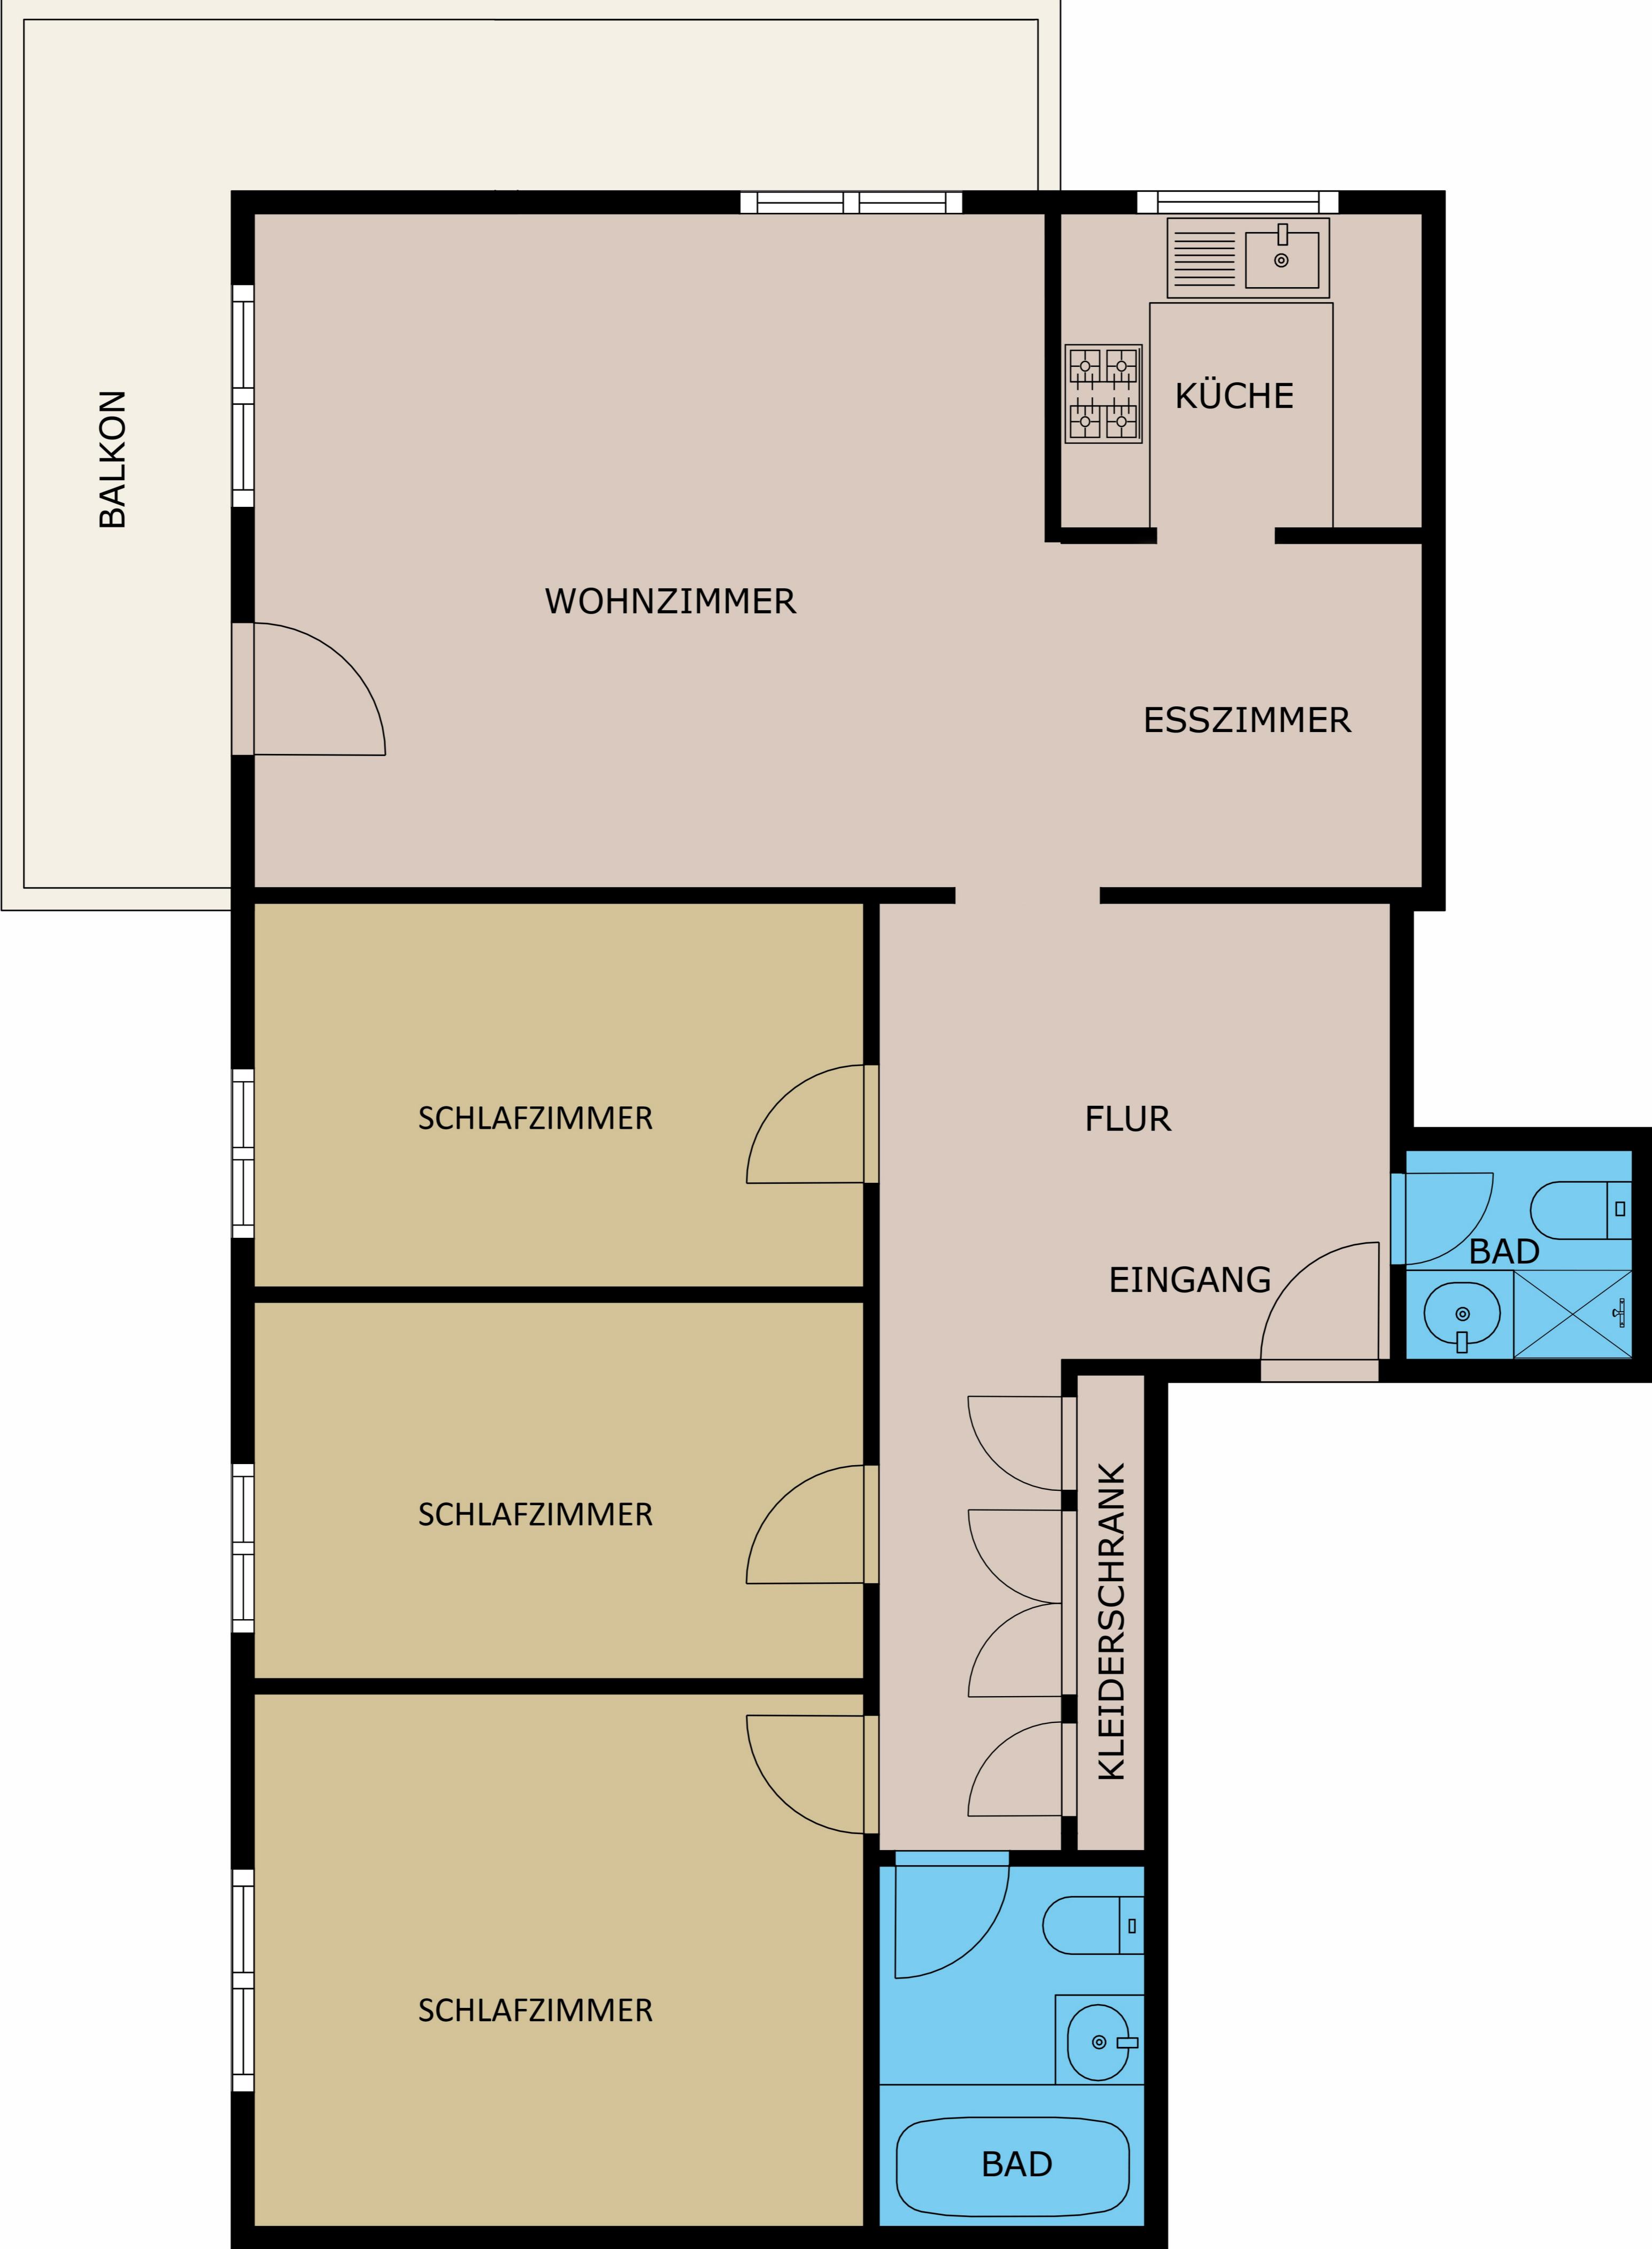 BALKON
KÜCHE
WOHNZIMMER
ESSZIMMER
SCHLAFZIMMER
FLUR
BAD
EINGANG
SCHLAFZIMMER
KLEIDERSCHRANK
SCHLAFZIMMER
BAD